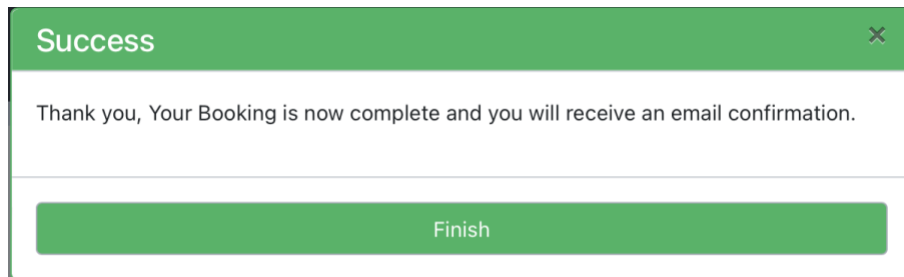 Success
Thank you, Your Booking is now complete and you will receive an email confirmation.
Finish